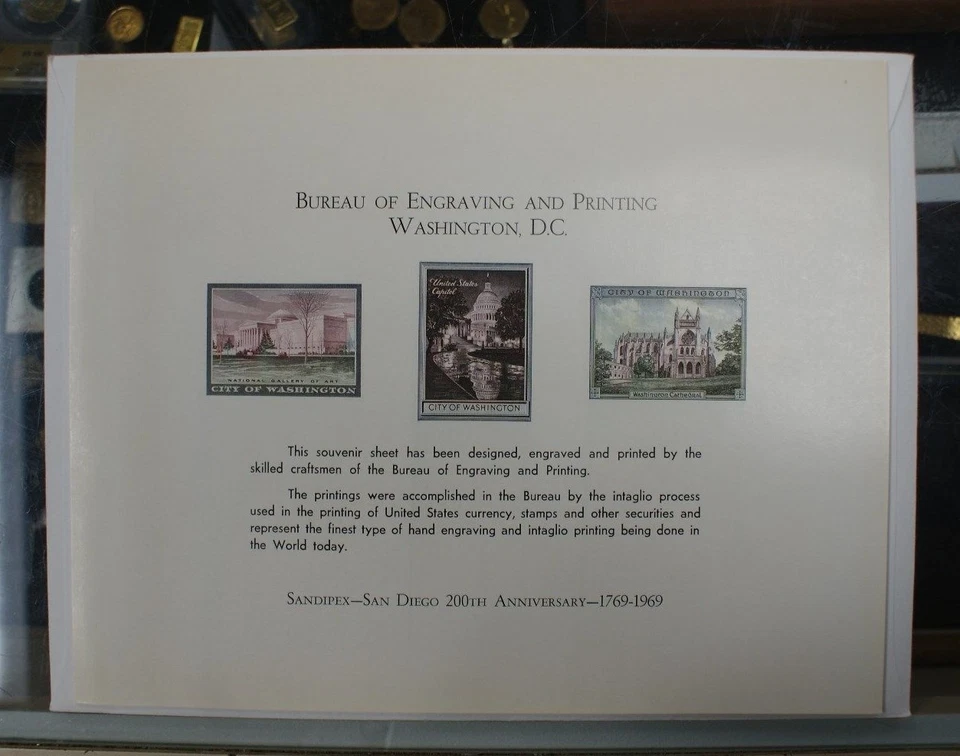 BUREAU OF ENGRAVING AND PRINTING
WASHINGTON, D.C.
United States
Capitol
CITY OF WASHINGTON
NATIONAL GALLERY OF ART
CITY OF WASHINGTON
CITY OF WASHINGTON
Washington Cathedral
This souvenir sheet has been designed, engraved and printed by the
skilled craftsmen of the Bureau of Engraving and Printing.
The printings were accomplished in the Bureau by the intaglio process
used in the printing of United States currency, stamps and other securities and
represent the finest type of hand engraving and intaglio printing being done in
the World today.
SANDIPEX—SAN DIEGO 200TH ANNIVERSARY—1769-1969